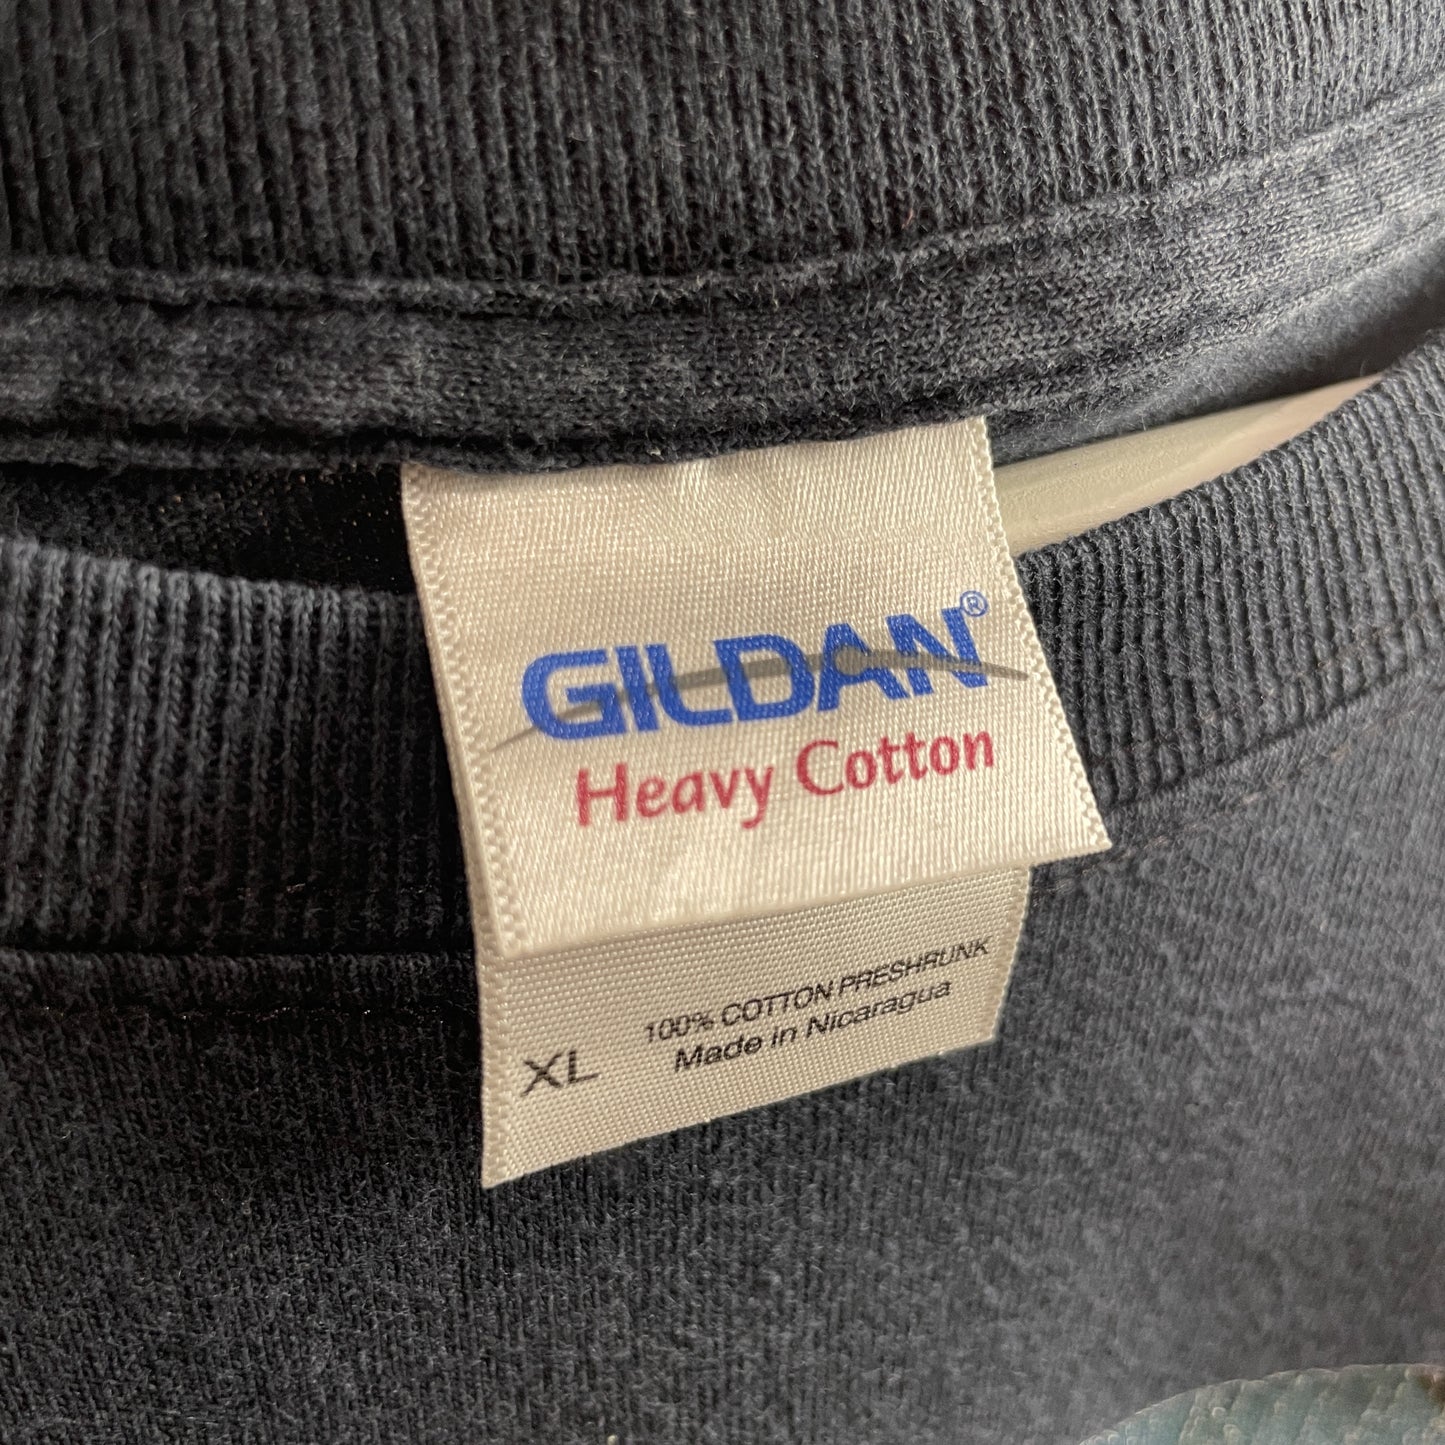 GILDAN®
Heavy Cotton
100% COTTON PRESHRUNK
Made in Nicaragua
XL